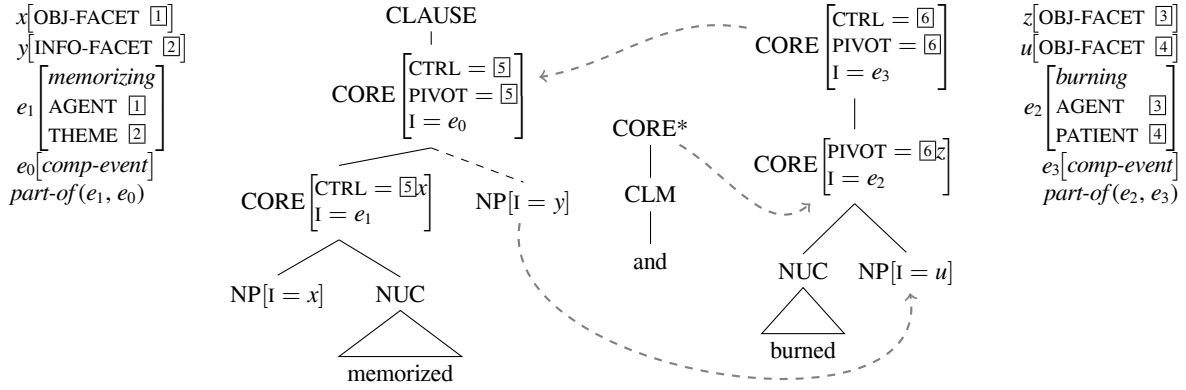 x[OBJ-FACET 1]
y[INFO-FACET 2]
e1[memorizing
AGENT 1
THEME 2]
e0[comp-event]
part-of(e1, e0)
CLAUSE
CORE[CTRL = 5
PIVOT = 5
I = e0]
CORE[CTRL = 5x
I = e1]
NP[I = y]
NP[I = x]
NUC
memorized
CORE*
CLM
and
CORE[CTRL = 6
PIVOT = 6
I = e3]
CORE[PIVOT = 6z
I = e2]
NUC
NP[I = u]
burned
z[OBJ-FACET 3]
u[OBJ-FACET 4]
e2[burning
AGENT 3
PATIENT 4]
e3[comp-event]
part-of(e2, e3)